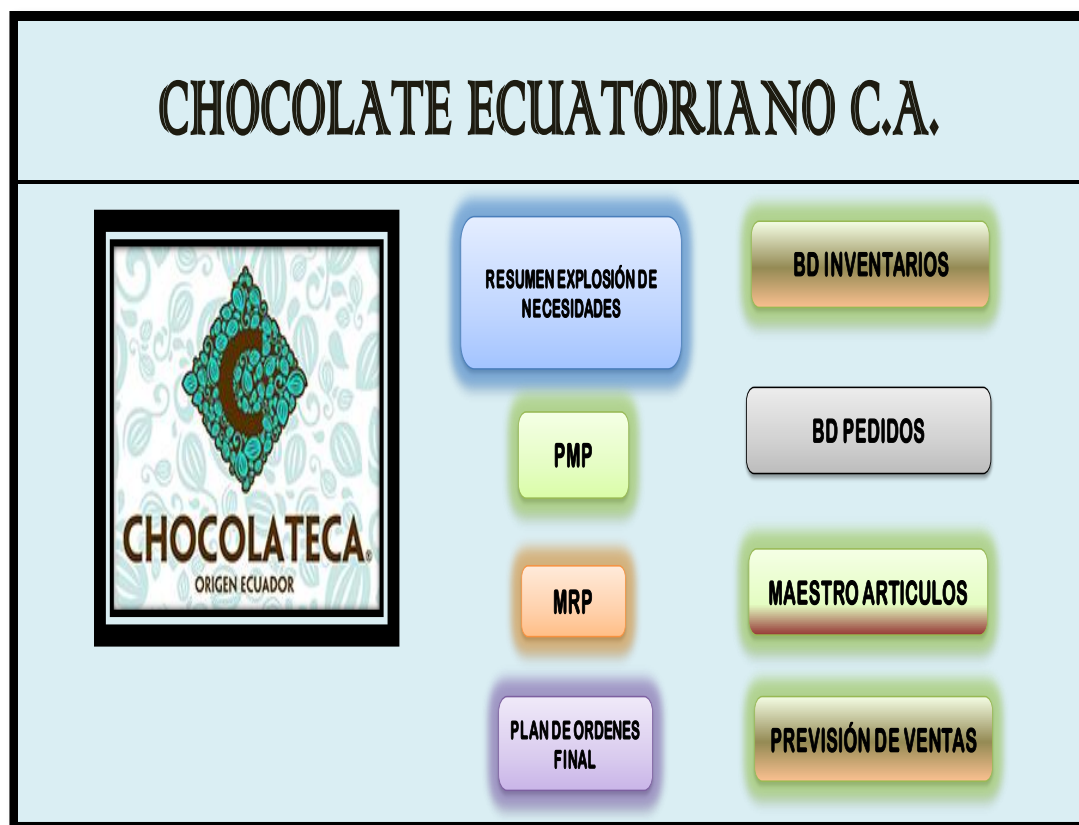 CHOCOLATE ECUATORIANO C.A.
CHOCOLATECA®
ORIGEN ECUADOR
RESUMEN EXPLOSIÓN DE
NECESIDADES
PMP
MRP
PLAN DE ORDENES
FINAL
BD INVENTARIOS
BD PEDIDOS
MAESTRO ARTICULOS
PREVISIÓN DE VENTAS